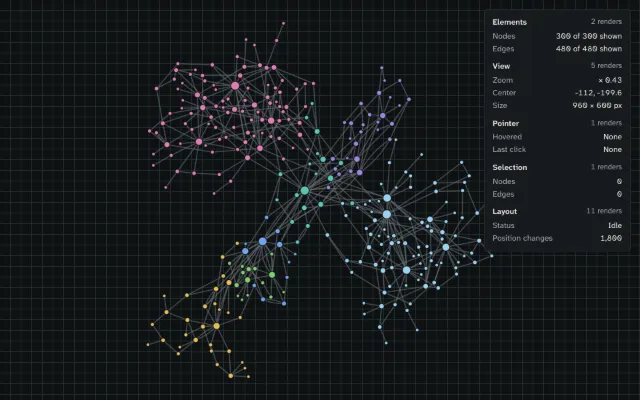 Elements 2 renders
Nodes 300 of 300 shown
Edges 480 of 480 shown
View 5 renders
Zoom × 0.43
Center -112, -199.6
Size 960 × 600 px
Pointer 1 renders
Hovered None
Last click None
Selection 1 renders
Nodes 0
Edges 0
Layout 11 renders
Status Idle
Position changes 1,800